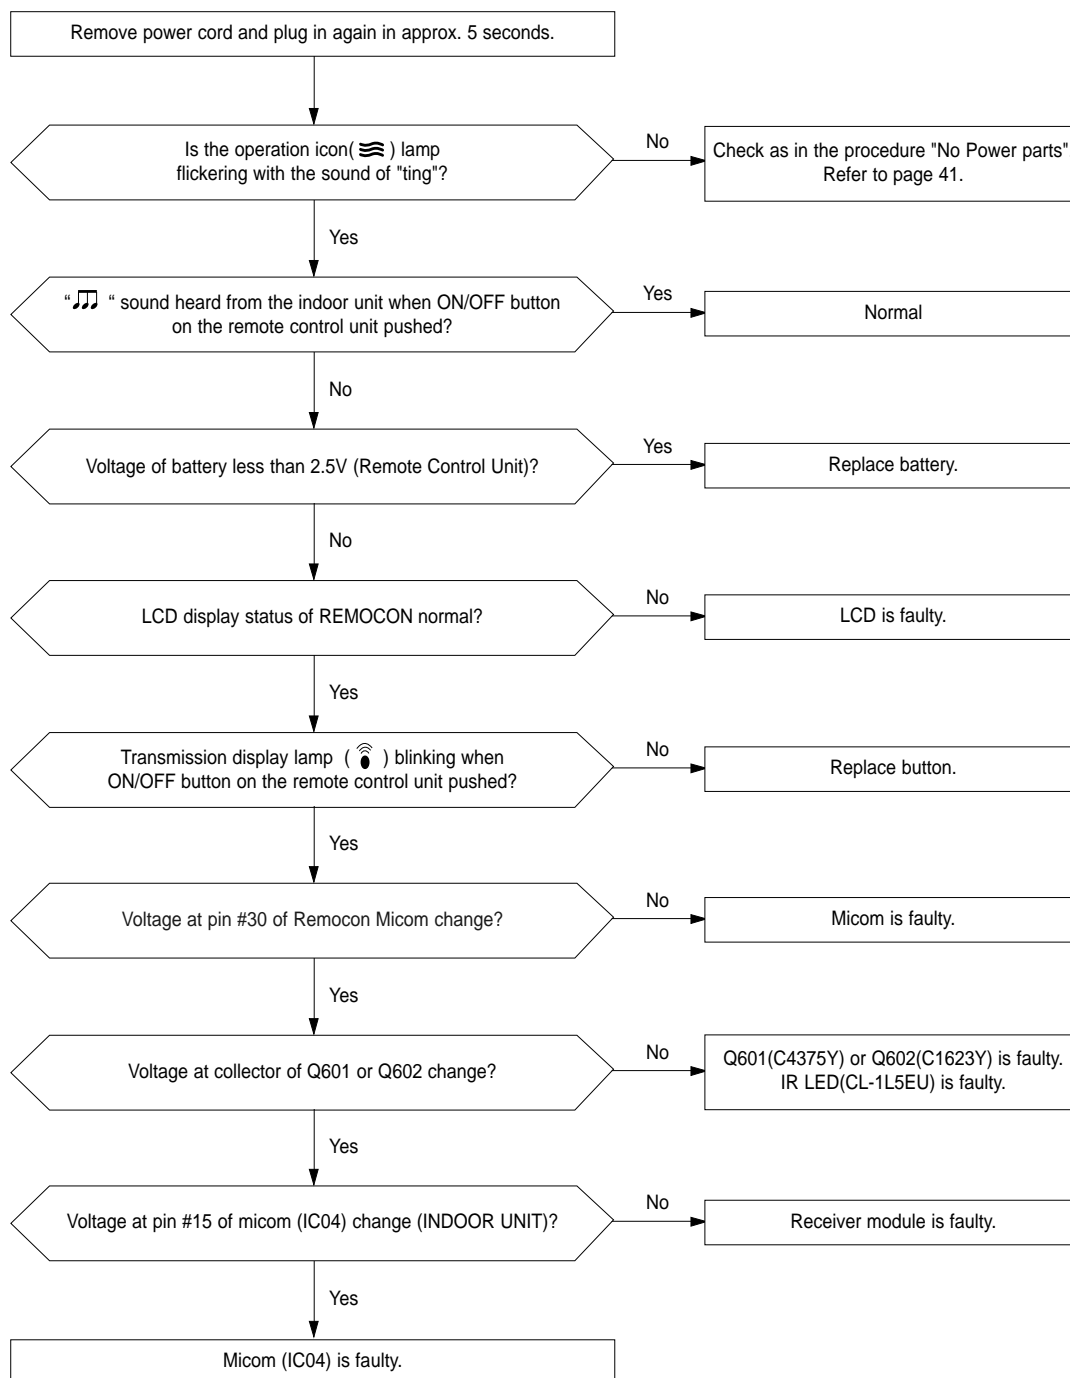 Remove power cord and plug in again in approx. 5 seconds.
Is the operation icon( ) lamp
flickering with the sound of "ting"?
No
Check as in the procedure "No Power parts".
Refer to page 41.
Yes
“ “ sound heard from the indoor unit when ON/OFF button
on the remote control unit pushed?
Yes
Normal
No
Voltage of battery less than 2.5V (Remote Control Unit)?
Yes
Replace battery.
No
LCD display status of REMOCON normal?
No
LCD is faulty.
Yes
Transmission display lamp ( ) blinking when
ON/OFF button on the remote control unit pushed?
No
Replace button.
Yes
Voltage at pin #30 of Remocon Micom change?
No
Micom is faulty.
Yes
Voltage at collector of Q601 or Q602 change?
No
Q601(C4375Y) or Q602(C1623Y) is faulty.
IR LED(CL-1L5EU) is faulty.
Yes
Voltage at pin #15 of micom (IC04) change (INDOOR UNIT)?
No
Receiver module is faulty.
Yes
Micom (IC04) is faulty.